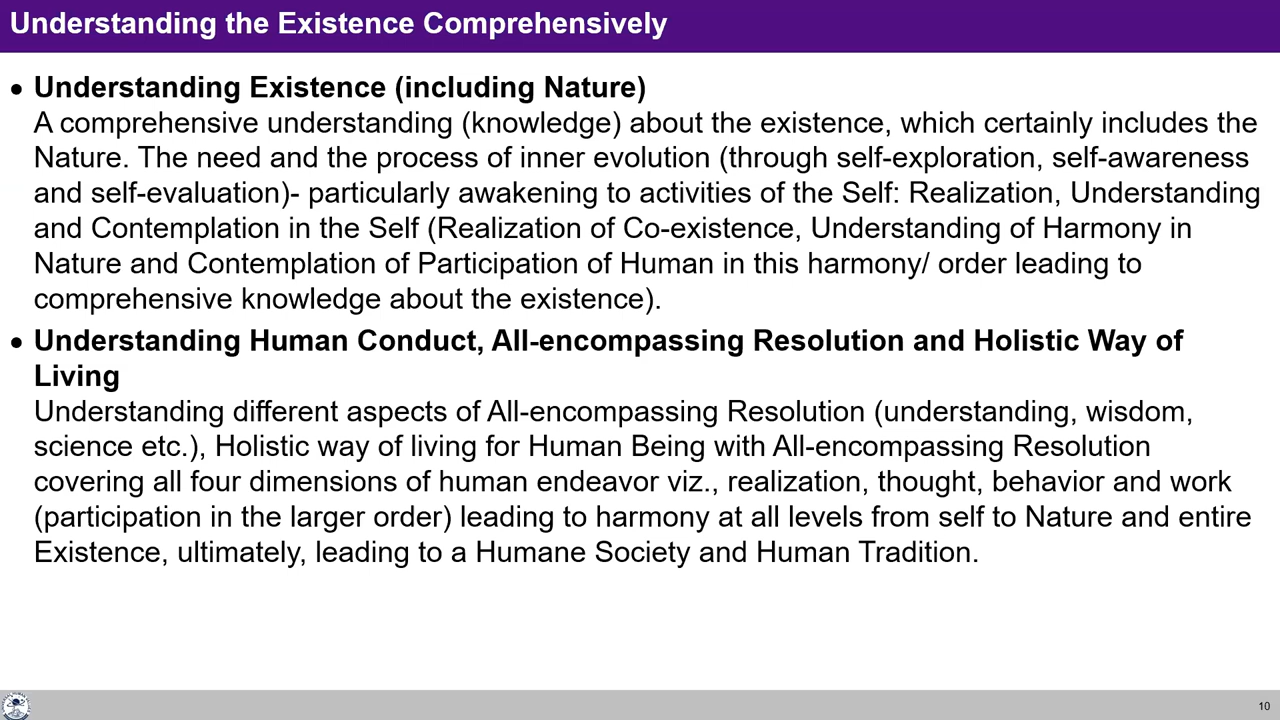 Understanding the Existence Comprehensively
• Understanding Existence (including Nature)
A comprehensive understanding (knowledge) about the existence, which certainly includes the
Nature. The need and the process of inner evolution (through self-exploration, self-awareness
and self-evaluation)- particularly awakening to activities of the Self: Realization, Understanding
and Contemplation in the Self (Realization of Co-existence, Understanding of Harmony in
Nature and Contemplation of Participation of Human in this harmony/ order leading to
comprehensive knowledge about the existence).
• Understanding Human Conduct, All-encompassing Resolution and Holistic Way of
Living
Understanding different aspects of All-encompassing Resolution (understanding, wisdom,
science etc.), Holistic way of living for Human Being with All-encompassing Resolution
covering all four dimensions of human endeavor viz., realization, thought, behavior and work
(participation in the larger order) leading to harmony at all levels from self to Nature and entire
Existence, ultimately, leading to a Humane Society and Human Tradition.
10